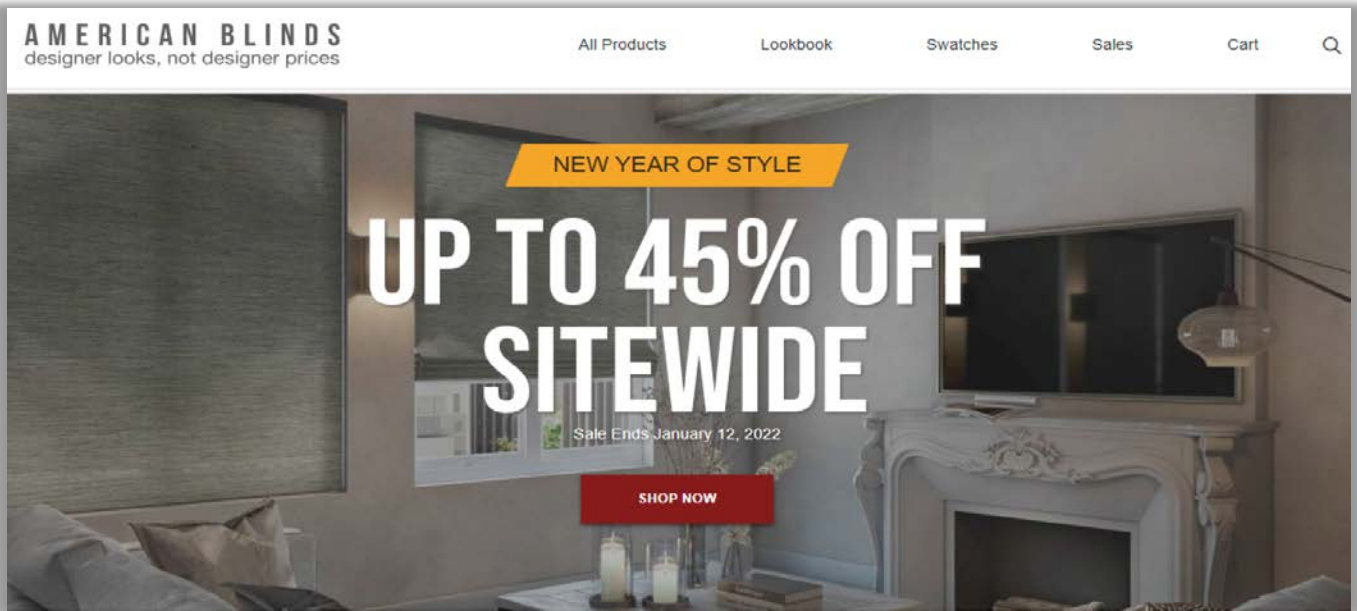 AMERICAN BLINDS
designer looks, not designer prices
All Products Lookbook Swatches Sales Cart
NEW YEAR OF STYLE
UP TO 45% OFF
SITEWIDE
Sale Ends January 12, 2022
SHOP NOW